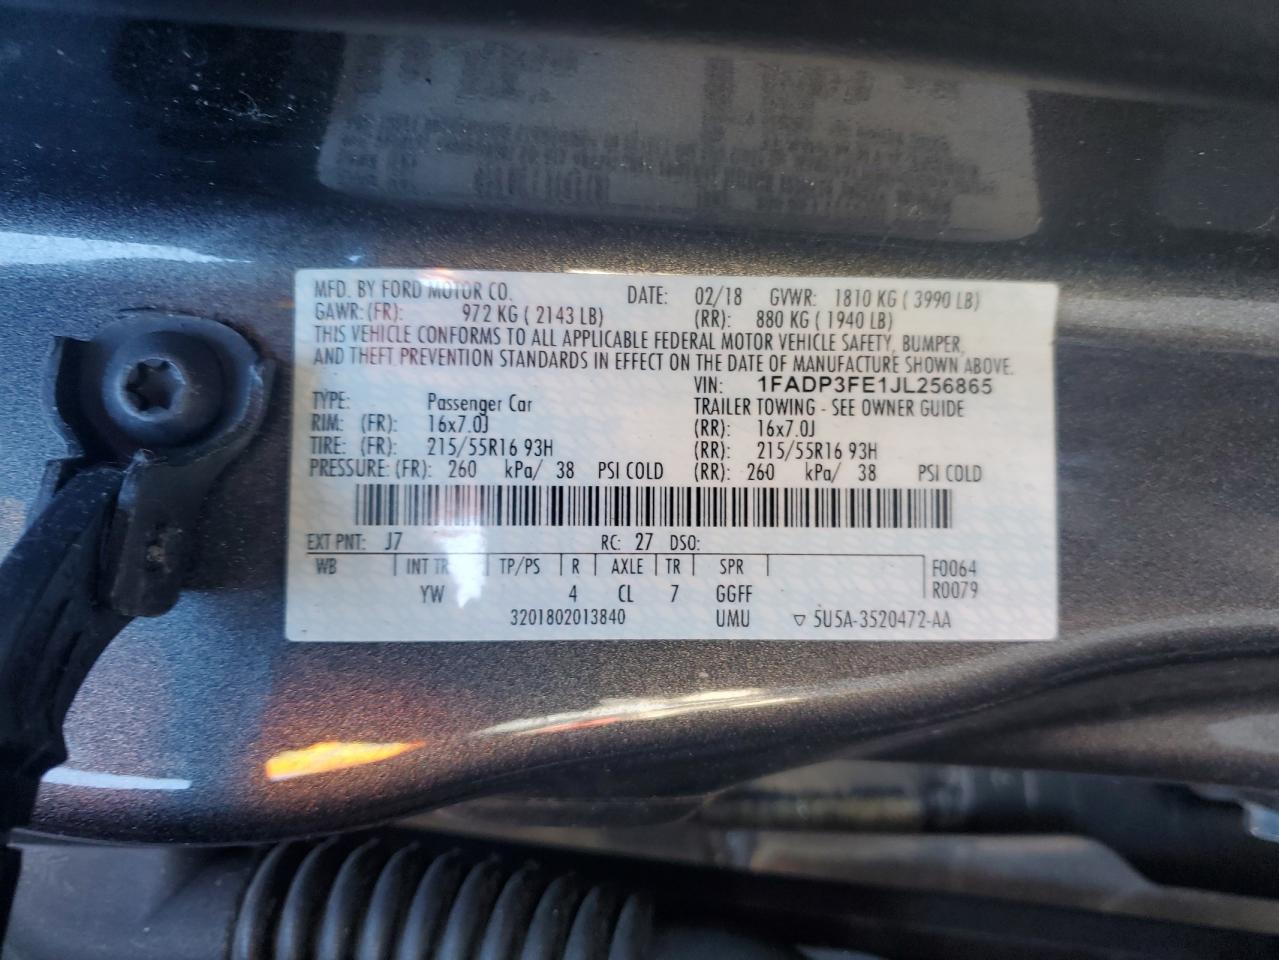 MFD. BY FORD MOTOR CO. DATE: 02/18 GVWR: 1810 KG ( 3990 LB)
GAWR:(FR): 972 KG ( 2143 LB) (RR): 880 KG ( 1940 LB)
THIS VEHICLE CONFORMS TO ALL APPLICABLE FEDERAL MOTOR VEHICLE SAFETY, BUMPER,
AND THEFT PREVENTION STANDARDS IN EFFECT ON THE DATE OF MANUFACTURE SHOWN ABOVE.
VIN: 1FADP3FE1JL256865
TYPE: Passenger Car TRAILER TOWING - SEE OWNER GUIDE
RIM: (FR): 16x7.0J (RR): 16x7.0J
TIRE: (FR): 215/55R16 93H (RR): 215/55R16 93H
PRESSURE: (FR): 260 kPa/ 38 PSI COLD (RR): 260 kPa/ 38 PSI COLD
EXT PNT: J7 RC: 27 DSO:
WB INT TR TP/PS R AXLE TR SPR F0064
YW 4 CL 7 GGFF R0079
3201802013840 UMU ▽ 5U5A-3520472-AA